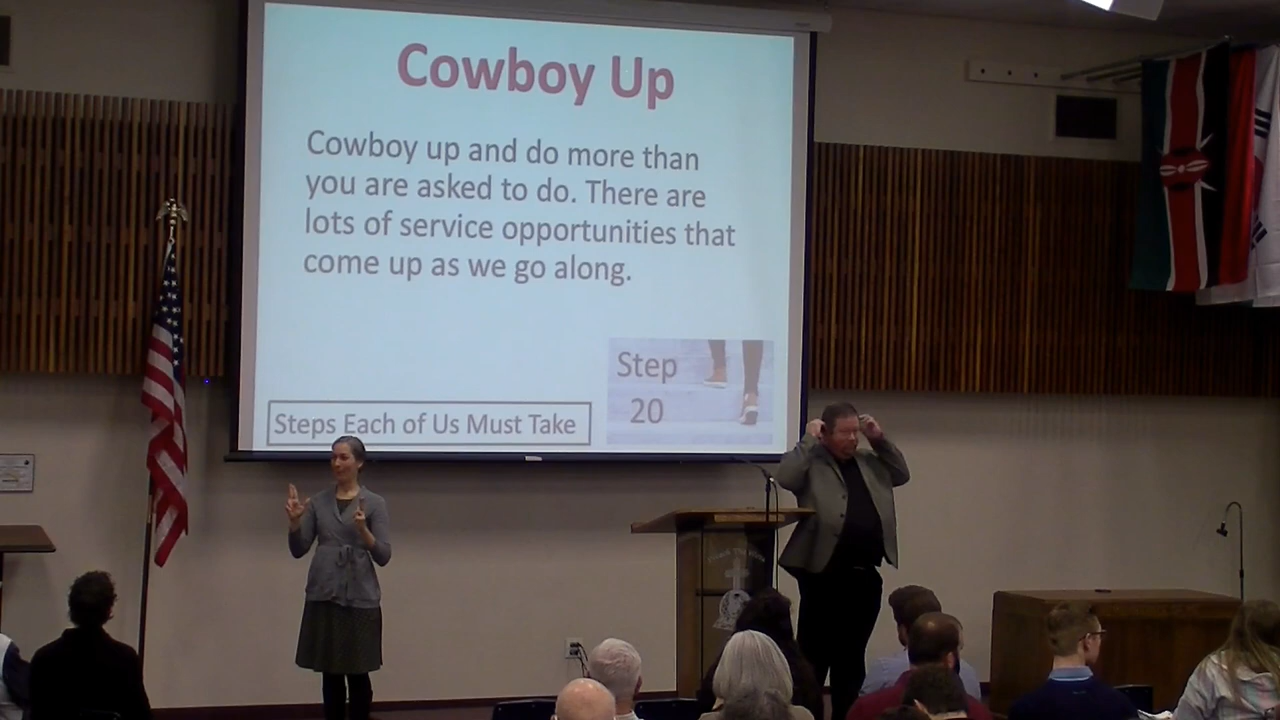 Cowboy Up
Cowboy up and do more than
you are asked to do. There are
lots of service opportunities that
come up as we go along.
Step
20
Steps Each of Us Must Take